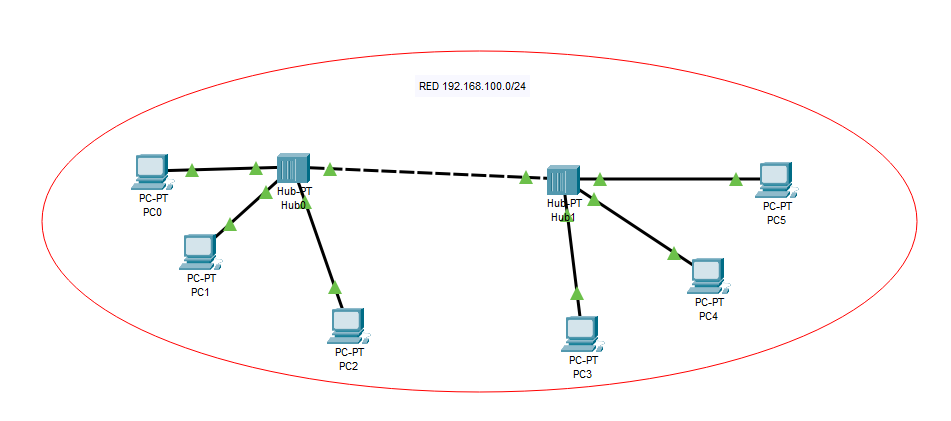 RED 192.168.100.0/24
PC-PT
PC0
Hub-PT
Hub0
Hub-PT
Hub1
PC-PT
PC5
PC-PT
PC1
PC-PT
PC4
PC-PT
PC2
PC-PT
PC3